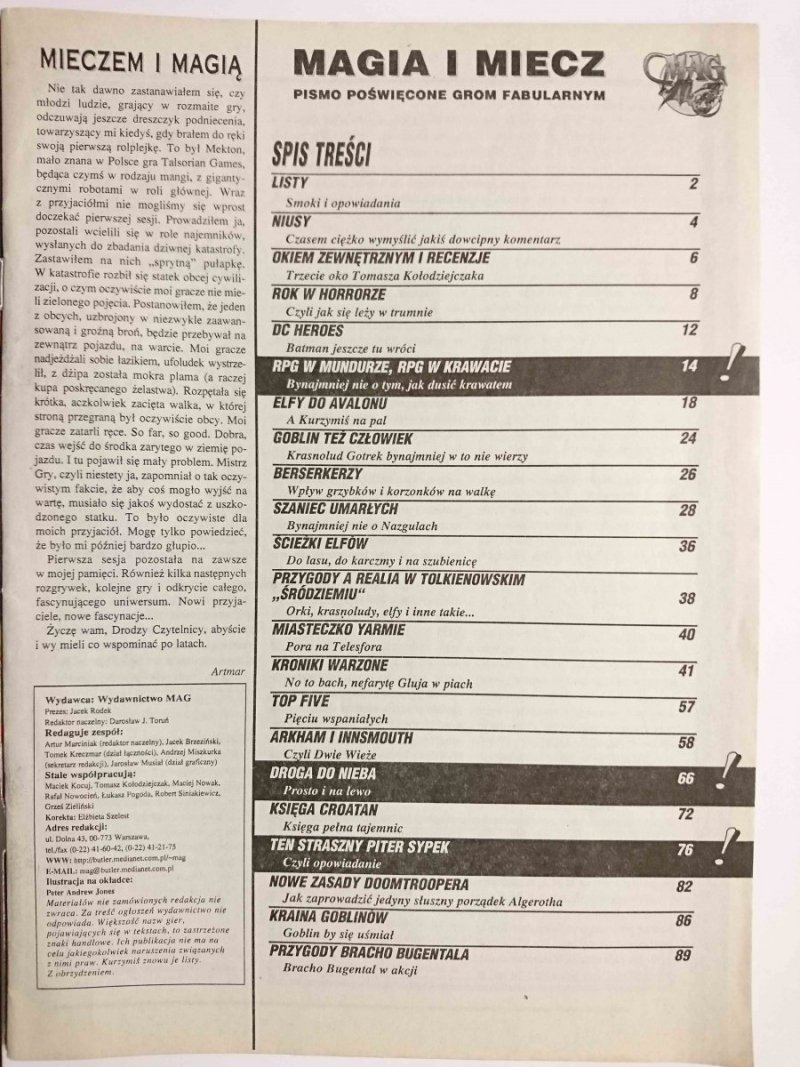 MIECZEM I MAGIĄ
Nie tak dawno zastanawiałem się, czy
młodzi ludzie, grający w rozmaite gry,
odczuwają jeszcze dreszczyk podniecenia,
towarzyszący mi kiedyś, gdy brałem do ręki
swoją pierwszą rolplejkę. To był Mekton,
mało znana w Polsce gra Talsorian Games,
będąca czymś w rodzaju mangi, z giganty-
cznymi robotami w roli głównej. Wraz
z przyjaciółmi nie mogliśmy się wprost
doczekać pierwszej sesji. Prowadziłem ja,
pozostali wcielili się w role najemników,
wysłanych do zbadania dziwnej katastrofy.
Zastawiłem na nich „sprytną” pułapkę.
W katastrofie rozbił się statek obcej cywili-
zacji, o czym oczywiście moi gracze nie mie-
li zielonego pojęcia. Postanowiłem, że jeden
z obcych, uzbrojony w niezwykle zaawan-
sowaną i groźną broń, będzie przebywał na
zewnątrz pojazdu, na warcie. Moi gracze
nadjeżdżali sobie łazikiem, ufoludek wystrze-
lił, z dżipa została mokra plama (a raczej
kupa poskręcanego żelastwa). Rozpętała się
krótka, aczkolwiek zacięta walka, w której
stroną przegraną był oczywiście obcy. Moi
gracze zatarli ręce. So far, so good. Dobra,
czas wejść do środka zarytego w ziemię po-
jazdu. I tu pojawił się mały problem. Mistrz
Gry, czyli niestety ja, zapomniał o tak oczy-
wistym fakcie, że aby coś mogło wyjść na
wartę, musiało się jakoś wydostać z uszko-
dzonego statku. To było oczywiste dla
moich przyjaciół. Mogę tylko powiedzieć,
że było mi później bardzo głupio...
Pierwsza sesja pozostała na zawsze
w mojej pamięci. Również kilka następnych
rozgrywek, kolejne gry i odkrycie całego,
fascynującego uniwersum. Nowi przyja-
ciele, nowe fascynacje...
Życzę wam, Drodzy Czytelnicy, abyście
i wy mieli co wspominać po latach.
Artmar
Wydawca: Wydawnictwo MAG
Prezes: Jacek Rodek
Redaktor naczelny: Darosław J. Toruń
Redaguje zespół:
Artur Marciniak (redaktor naczelny), Jacek Brzeziński,
Tomek Kreczmar (dział łączności), Andrzej Miszkurka
(sekretarz redakcji), Jarosław Musiał (dział graficzny)
Stale współpracują:
Maciek Kocuj, Tomasz Kołodziejczak, Maciej Nowak,
Rafał Nowocień, Łukasz Pogoda, Robert Siniakiewicz,
Grześ Zieliński
Korekta: Elżbieta Szelest
Adres redakcji:
ul. Dolna 43, 00-773 Warszawa,
tel./fax (0-22) 41-60-42, (0-22) 41-21-75
WWW: http://butler.medianet.com.pl/~mag
E-MAIL: mag@butler.medianet.com.pl
Ilustracja na okładce:
Peter Andrew Jones
Materiałów nie zamówionych redakcja nie
zwraca. Za treść ogłoszeń wydawnictwo nie
odpowiada. Większość nazw gier,
pojawiających się w tekstach, to zastrzeżone
znaki handlowe. Ich publikacja nie ma na
celu jakiegokolwiek naruszenia związanych
z nimi praw. Kurzymiś znowu je listy.
Z obrzydzeniem.
MAGIA I MIECZ
PISMO POŚWIĘCONE GROM FABULARNYM
MAG
SPIS TREŚCI
LISTY 2
Smoki i opowiadania
NIUSY 4
Czasem ciężko wymyślić jakiś dowcipny komentarz
OKIEM ZEWNĘTRZNYM I RECENZJE 6
Trzecie oko Tomasza Kołodziejczaka
ROK W HORRORZE 8
Czyli jak się leży w trumnie
DC HEROES 12
Batman jeszcze tu wróci
RPG W MUNDURZE, RPG W KRAWACIE 14 !
Bynajmniej nie o tym, jak dusić krawatem
ELFY DO AVALONU 18
A Kurzymiś na pal
GOBLIN TEŻ CZŁOWIEK 24
Krasnolud Gotrek bynajmniej w to nie wierzy
BERSERKERZY 26
Wpływ grzybków i korzonków na walkę
SZANIEC UMARŁYCH 28
Bynajmniej nie o Nazgulach
ŚCIEŻKI ELFÓW 36
Do lasu, do karczmy i na szubienicę
PRZYGODY A REALIA W TOLKIENOWSKIM
„ŚRÓDZIEMIU“ 38
Orki, krasnoludy, elfy i inne takie...
MIASTECZKO YARMIE 40
Pora na Telesfora
KRONIKI WARZONE 41
No to bach, nefarytę Gluja w piach
TOP FIVE 57
Pięciu wspaniałych
ARKHAM I INNSMOUTH 58
Czyli Dwie Wieże
DROGA DO NIEBA 66 !
Prosto i na lewo
KSIĘGA CROATAN 72
Księga pełna tajemnic
TEN STRASZNY PITER SYPEK 76 !
Czyli opowiadanie
NOWE ZASADY DOOMTROOPERA 82
Jak zaprowadzić jedyny słuszny porządek Algerotha
KRAINA GOBLINÓW 86
Goblin by się uśmiał
PRZYGODY BRACHO BUGENTALA 89
Bracho Bugental w akcji